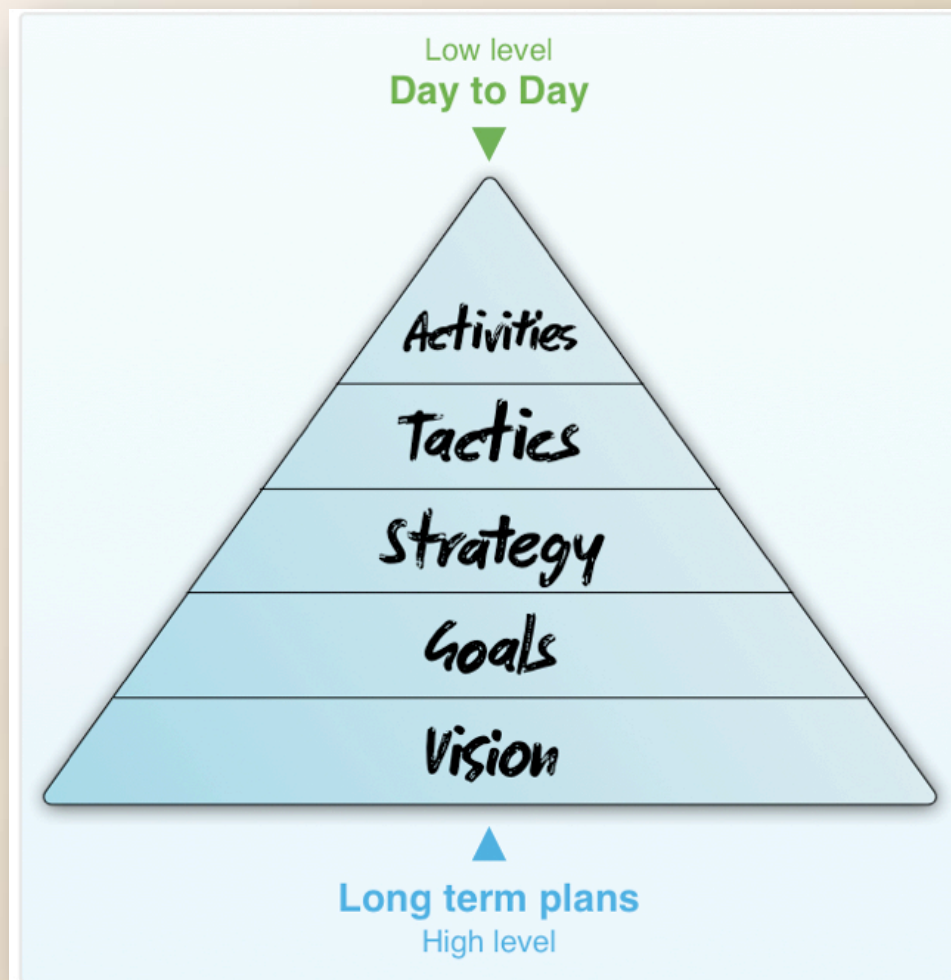 Low level
Day to Day
Activities
Tactics
Strategy
Goals
Vision
Long term plans
High level